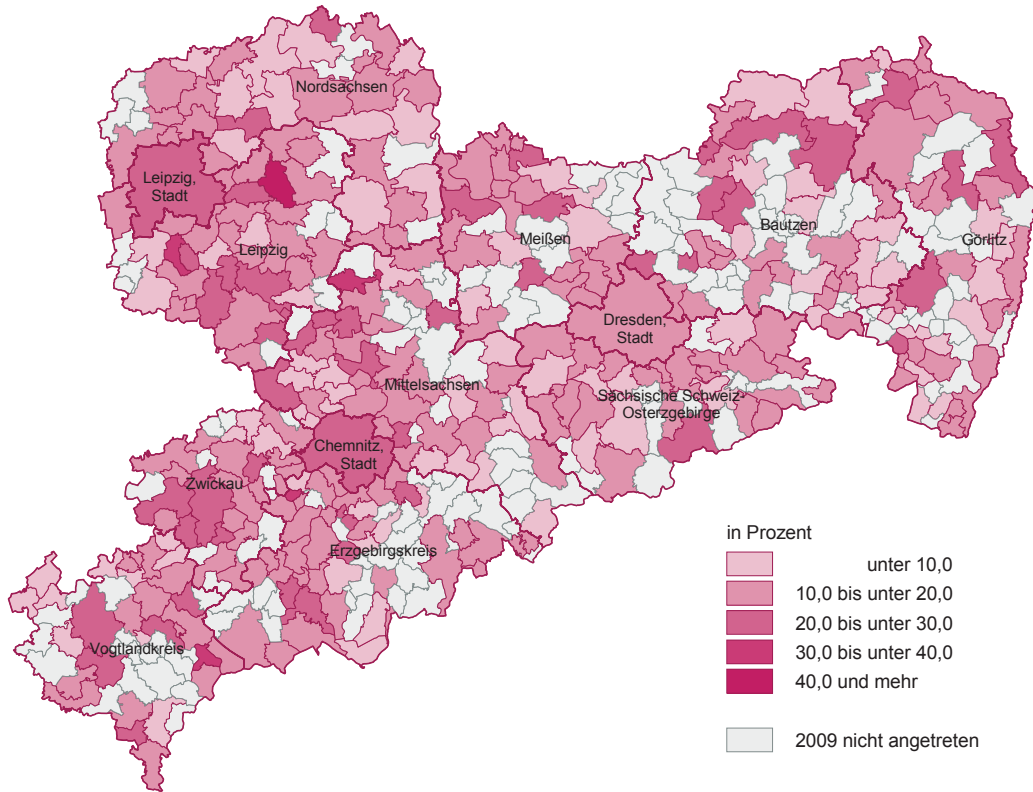 Nordsachsen
Leipzig,
Stadt
Leipzig
Meißen
Bautzen
Görlitz
Dresden,
Stadt
Mittelsachsen
Sächsische Schweiz-
Osterzgebirge
Chemnitz,
Stadt
Zwickau
Erzgebirgskreis
Vogtlandkreis
in Prozent
unter 10,0
10,0 bis unter 20,0
20,0 bis unter 30,0
30,0 bis unter 40,0
40,0 und mehr
2009 nicht angetreten